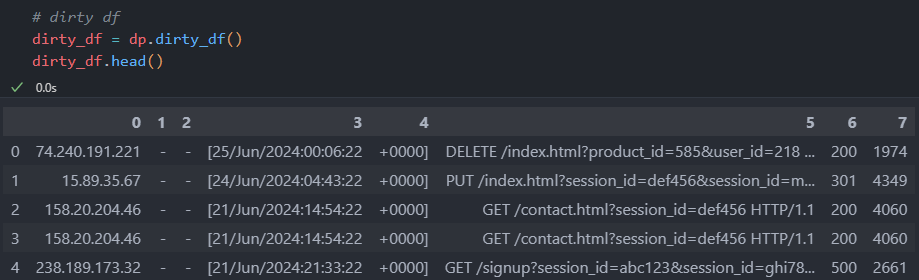 # dirty df
dirty_df = dp.dirty_df()
dirty_df.head()
0.0s
0 1 2 3 4 5 6 7
0 74.240.191.221 - - [25/Jun/2024:00:06:22 +0000] DELETE /index.html?product_id=585&user_id=218 ... 200 1974
1 15.89.35.67 - - [24/Jun/2024:04:43:22 +0000] PUT /index.html?session_id=def456&session_id=m... 301 4349
2 158.20.204.46 - - [21/Jun/2024:14:54:22 +0000] GET /contact.html?session_id=def456 HTTP/1.1 200 4060
3 158.20.204.46 - - [21/Jun/2024:14:54:22 +0000] GET /contact.html?session_id=def456 HTTP/1.1 200 4060
4 238.189.173.32 - - [21/Jun/2024:21:33:22 +0000] GET /signup?session_id=abc123&session_id=ghi78... 500 2661